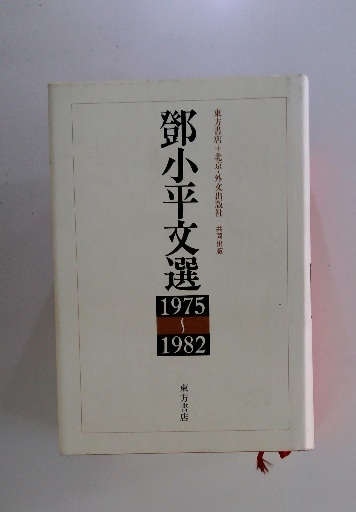 東方書店+北京・外文出版社 共同出版
鄧小平文選
1975
〜
1982
東方書店